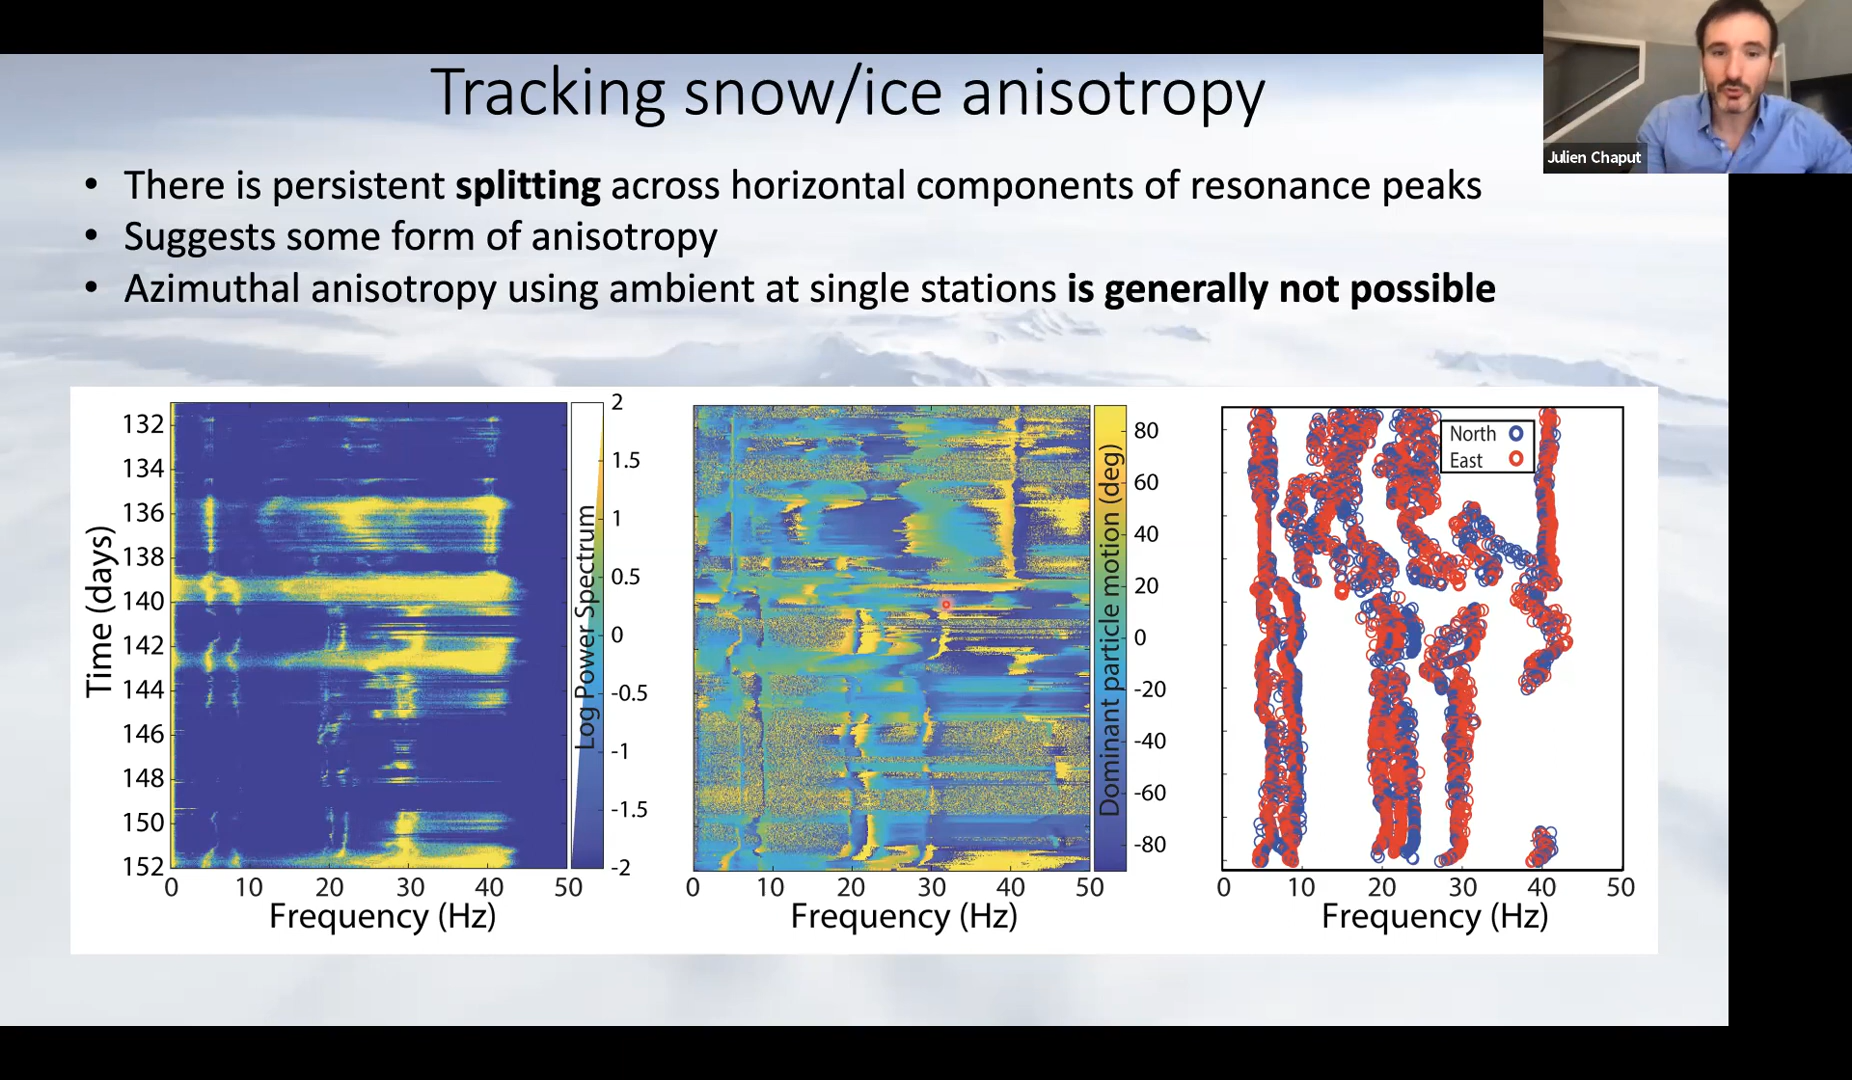 Tracking snow/ice anisotropy
Julien Chaput
• There is persistent splitting across horizontal components of resonance peaks
• Suggests some form of anisotropy
• Azimuthal anisotropy using ambient at single stations is generally not possible
Time (days)
132
134
136
138
140
142
144
146
148
150
152
0 10 20 30 40 50
Frequency (Hz)
2
1.5
1
0.5
0
-0.5
-1
-1.5
-2
Log Power Spectrum
0 10 20 30 40 50
Frequency (Hz)
80
60
40
20
0
-20
-40
-60
-80
Dominant particle motion (deg)
North
East
0 10 20 30 40 50
Frequency (Hz)